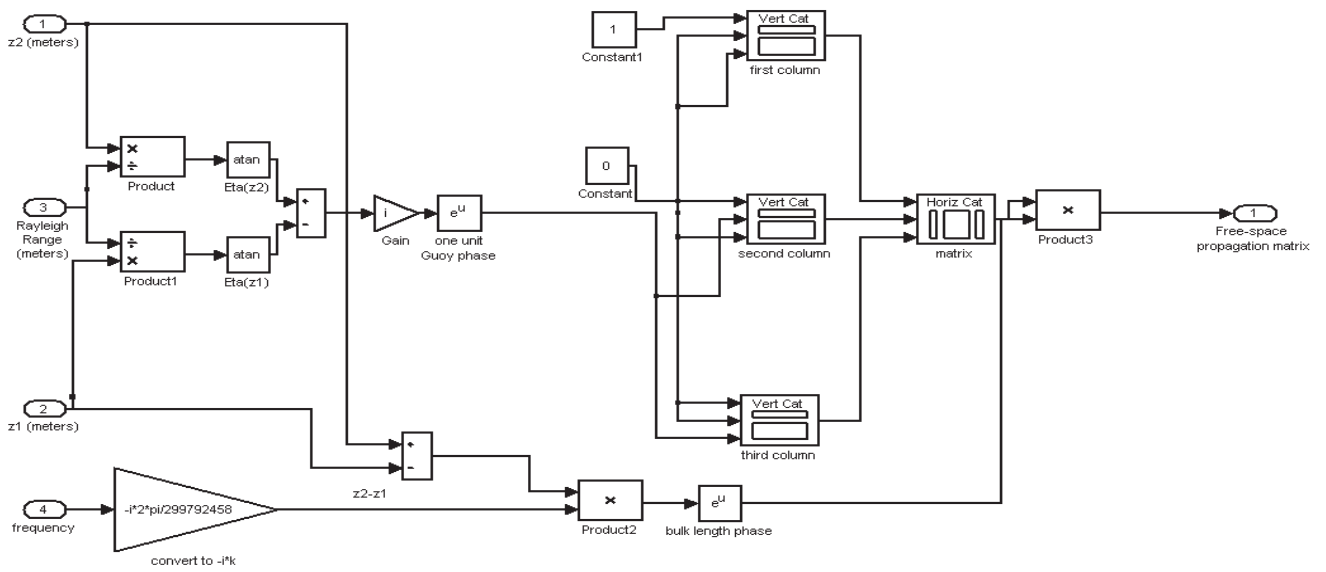 1
z2 (meters)
×
÷
Product
atan
Eta(z2)
3
Rayleigh
Range
(meters)
÷
×
Product1
atan
Eta(z1)
+
-
i
Gain
e^u
one unit
Guoy phase
2
z1 (meters)
+
-
z2-z1
4
frequency
-i*2*pi/299792458
convert to -i*k
×
Product2
e^u
bulk length phase
1
Constant1
0
Constant
Vert Cat
first column
Vert Cat
second column
Vert Cat
third column
Horiz Cat
matrix
×
Product3
1
Free-space
propagation matrix